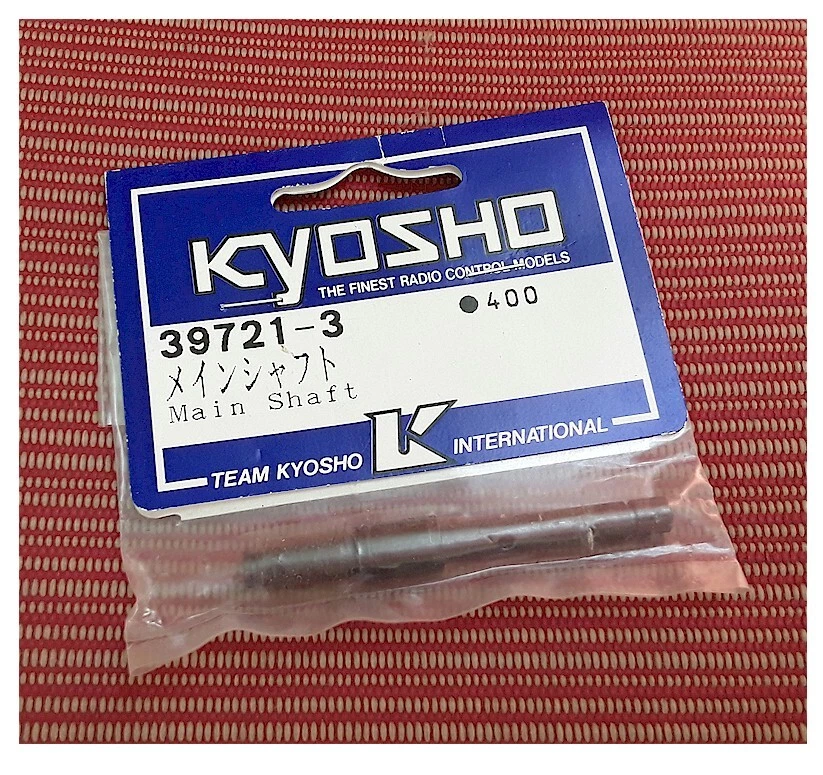 KYOSHO
THE FINEST RADIO CONTROL MODELS
39721-3 ●400
メインシャフト
Main Shaft
TEAM KYOSHO K INTERNATIONAL